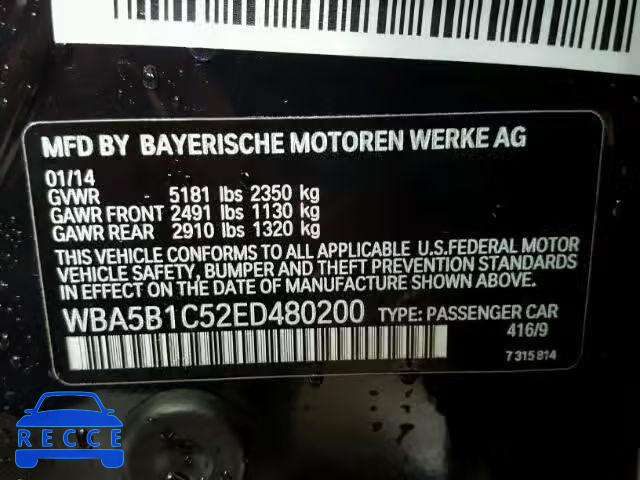 MFD BY BAYERISCHE MOTOREN WERKE AG
01/14
GVWR 5181 lbs 2350 kg
GAWR FRONT 2491 lbs 1130 kg
GAWR REAR 2910 lbs 1320 kg
THIS VEHICLE CONFORMS TO ALL APPLICABLE U.S.FEDERAL MOTOR
VEHICLE SAFETY, BUMPER AND THEFT PREVENTION STANDARDS
IN EFFECT ON THE DATE OF MANUFACTURE SHOWN ABOVE.
WBA5B1C52ED480200 TYPE: PASSENGER CAR
416/9
7 315 814
01 RECCE 01